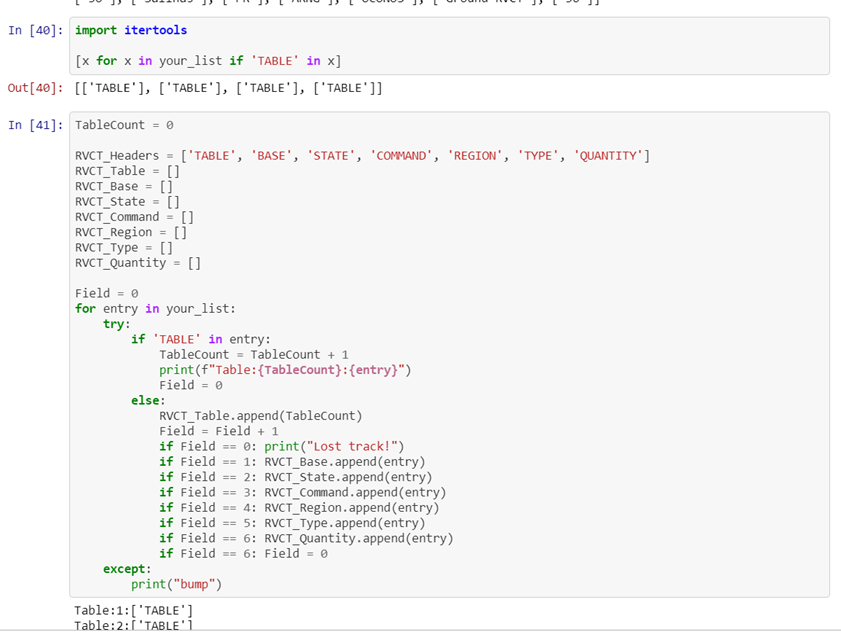 In [40]: import itertools
[x for x in your_list if 'TABLE' in x]
Out[40]: [['TABLE'], ['TABLE'], ['TABLE'], ['TABLE']]
In [41]: TableCount = 0
RVCT_Headers = ['TABLE', 'BASE', 'STATE', 'COMMAND', 'REGION', 'TYPE', 'QUANTITY']
RVCT_Table = []
RVCT_Base = []
RVCT_State = []
RVCT_Command = []
RVCT_Region = []
RVCT_Type = []
RVCT_Quantity = []
Field = 0
for entry in your_list:
    try:
        if 'TABLE' in entry:
            TableCount = TableCount + 1
            print(f"Table:{TableCount}:{entry}")
            Field = 0
        else:
            RVCT_Table.append(TableCount)
            Field = Field + 1
            if Field == 0: print("Lost track!")
            if Field == 1: RVCT_Base.append(entry)
            if Field == 2: RVCT_State.append(entry)
            if Field == 3: RVCT_Command.append(entry)
            if Field == 4: RVCT_Region.append(entry)
            if Field == 5: RVCT_Type.append(entry)
            if Field == 6: RVCT_Quantity.append(entry)
            if Field == 6: Field = 0
    except:
        print("bump")
Table:1:['TABLE']
Table:2:['TABLE']